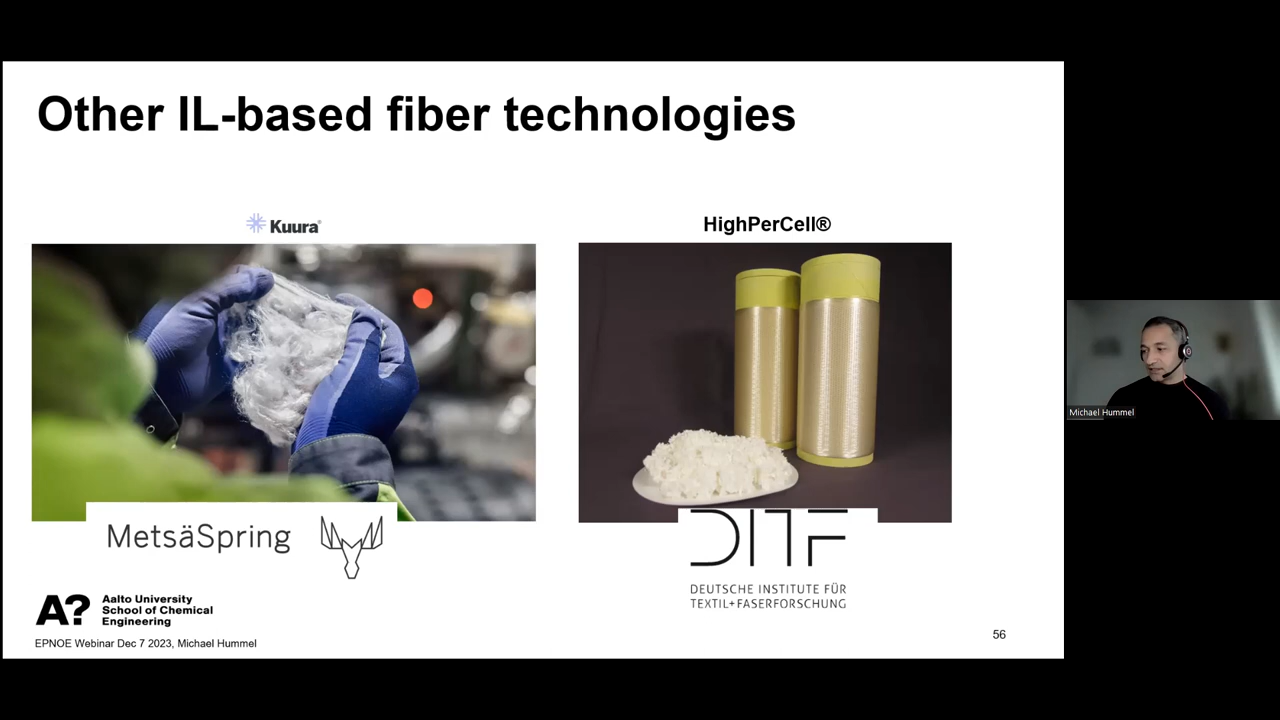 Other IL-based fiber technologies
Kuura®
HighPerCell®
MetsäSpring
DITF
DEUTSCHE INSTITUTE FÜR
TEXTIL+FASERFORSCHUNG
A?
Aalto University
School of Chemical
Engineering
EPNOE Webinar Dec 7 2023, Michael Hummel
56
Michael Hummel